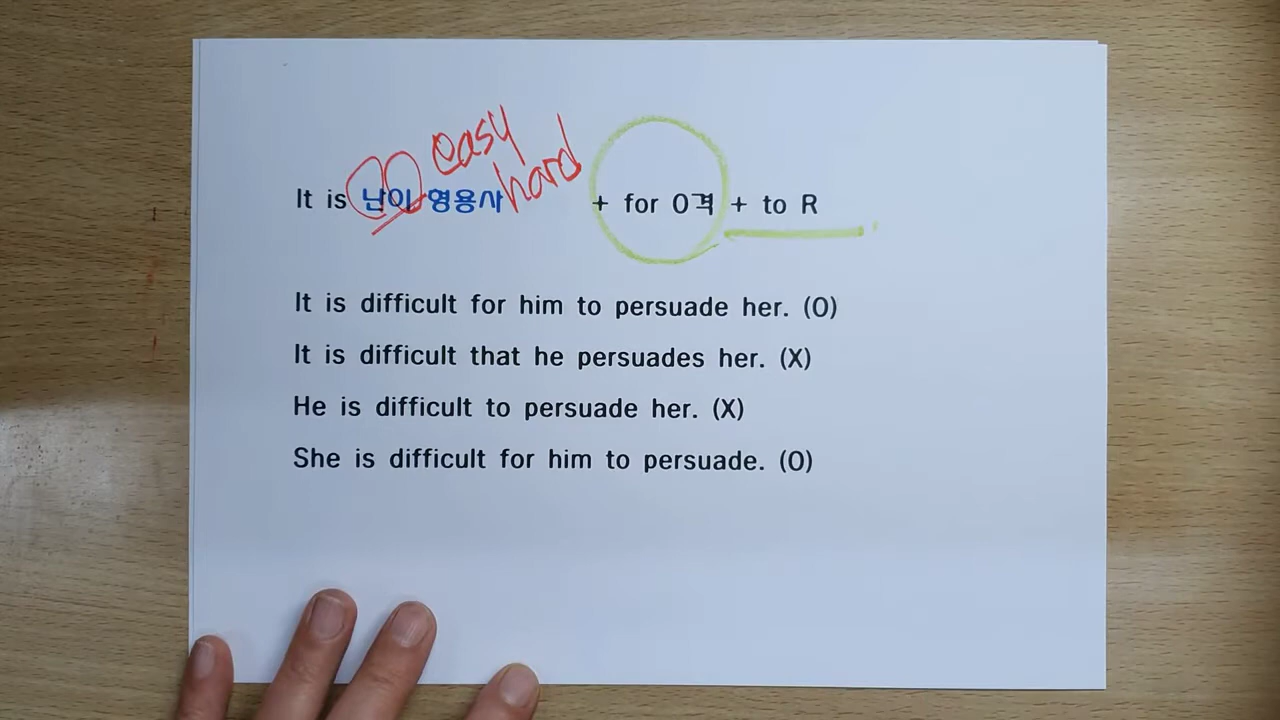 easy
hard
It is 난이 형용사 + for O격 + to R
It is difficult for him to persuade her. (O)
It is difficult that he persuades her. (X)
He is difficult to persuade her. (X)
She is difficult for him to persuade. (O)